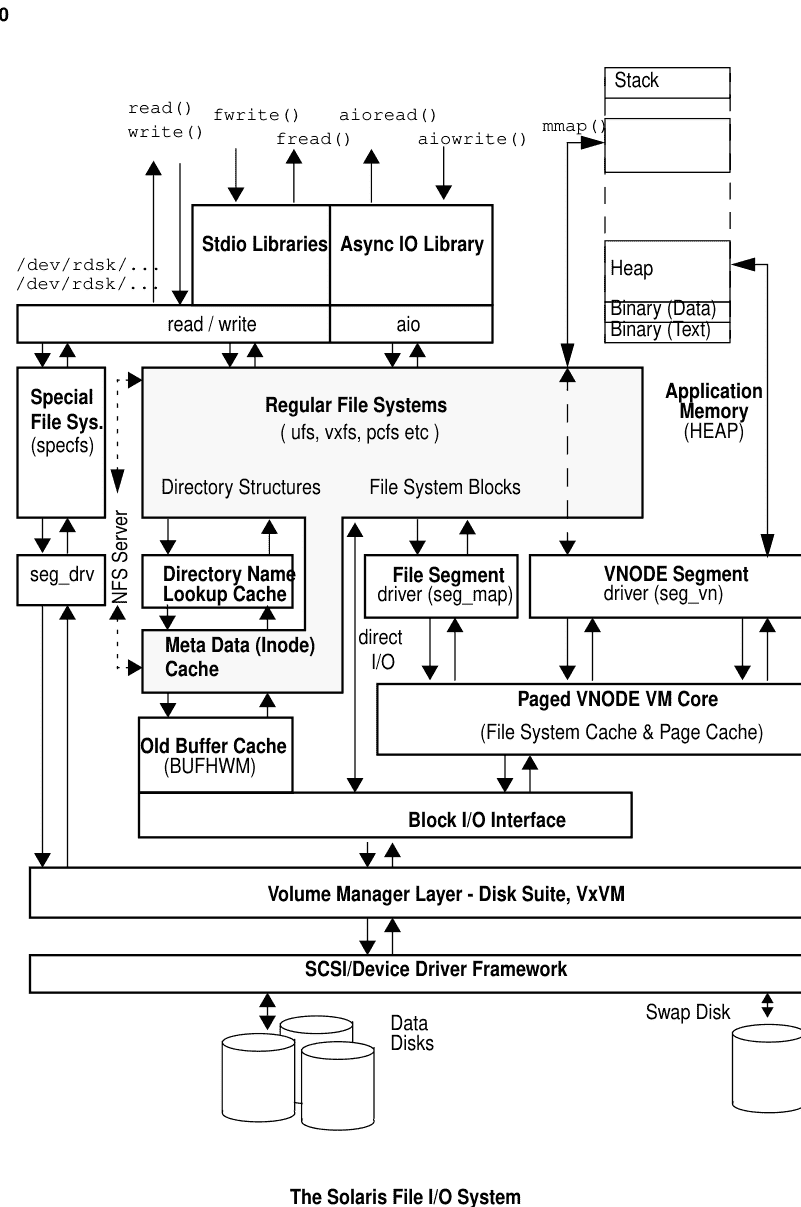 0
Stack
read()
write()
fwrite()
fread()
aioread()
aiowrite()
mmap()
Stdio Libraries
Async IO Library
/dev/rdsk/...
/dev/rdsk/...
Heap
Binary (Data)
Binary (Text)
read / write
aio
Special
File Sys.
(specfs)
Regular File Systems
( ufs, vxfs, pcfs etc )
Application
Memory
(HEAP)
Directory Structures
File System Blocks
NFS Server
seg_drv
Directory Name
Lookup Cache
File Segment
driver (seg_map)
VNODE Segment
driver (seg_vn)
Meta Data (Inode)
Cache
direct
I/O
Paged VNODE VM Core
(File System Cache & Page Cache)
Old Buffer Cache
(BUFHWM)
Block I/O Interface
Volume Manager Layer - Disk Suite, VxVM
SCSI/Device Driver Framework
Data
Disks
Swap Disk
The Solaris File I/O System